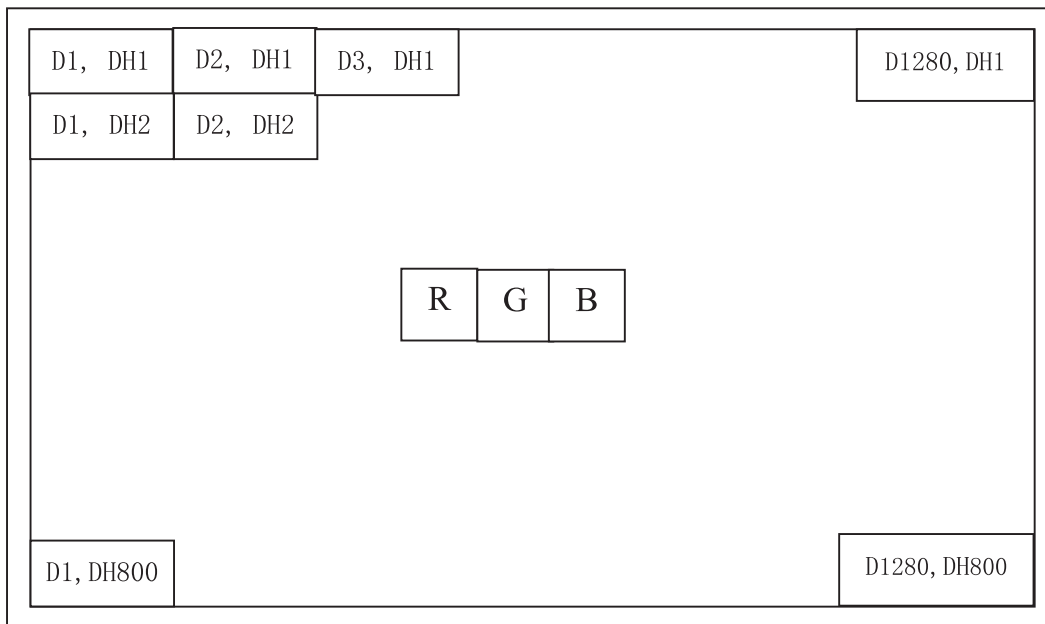 D1, DH1 D2, DH1 D3, DH1 D1280,DH1
D1, DH2 D2, DH2
R G B
D1,DH800 D1280,DH800